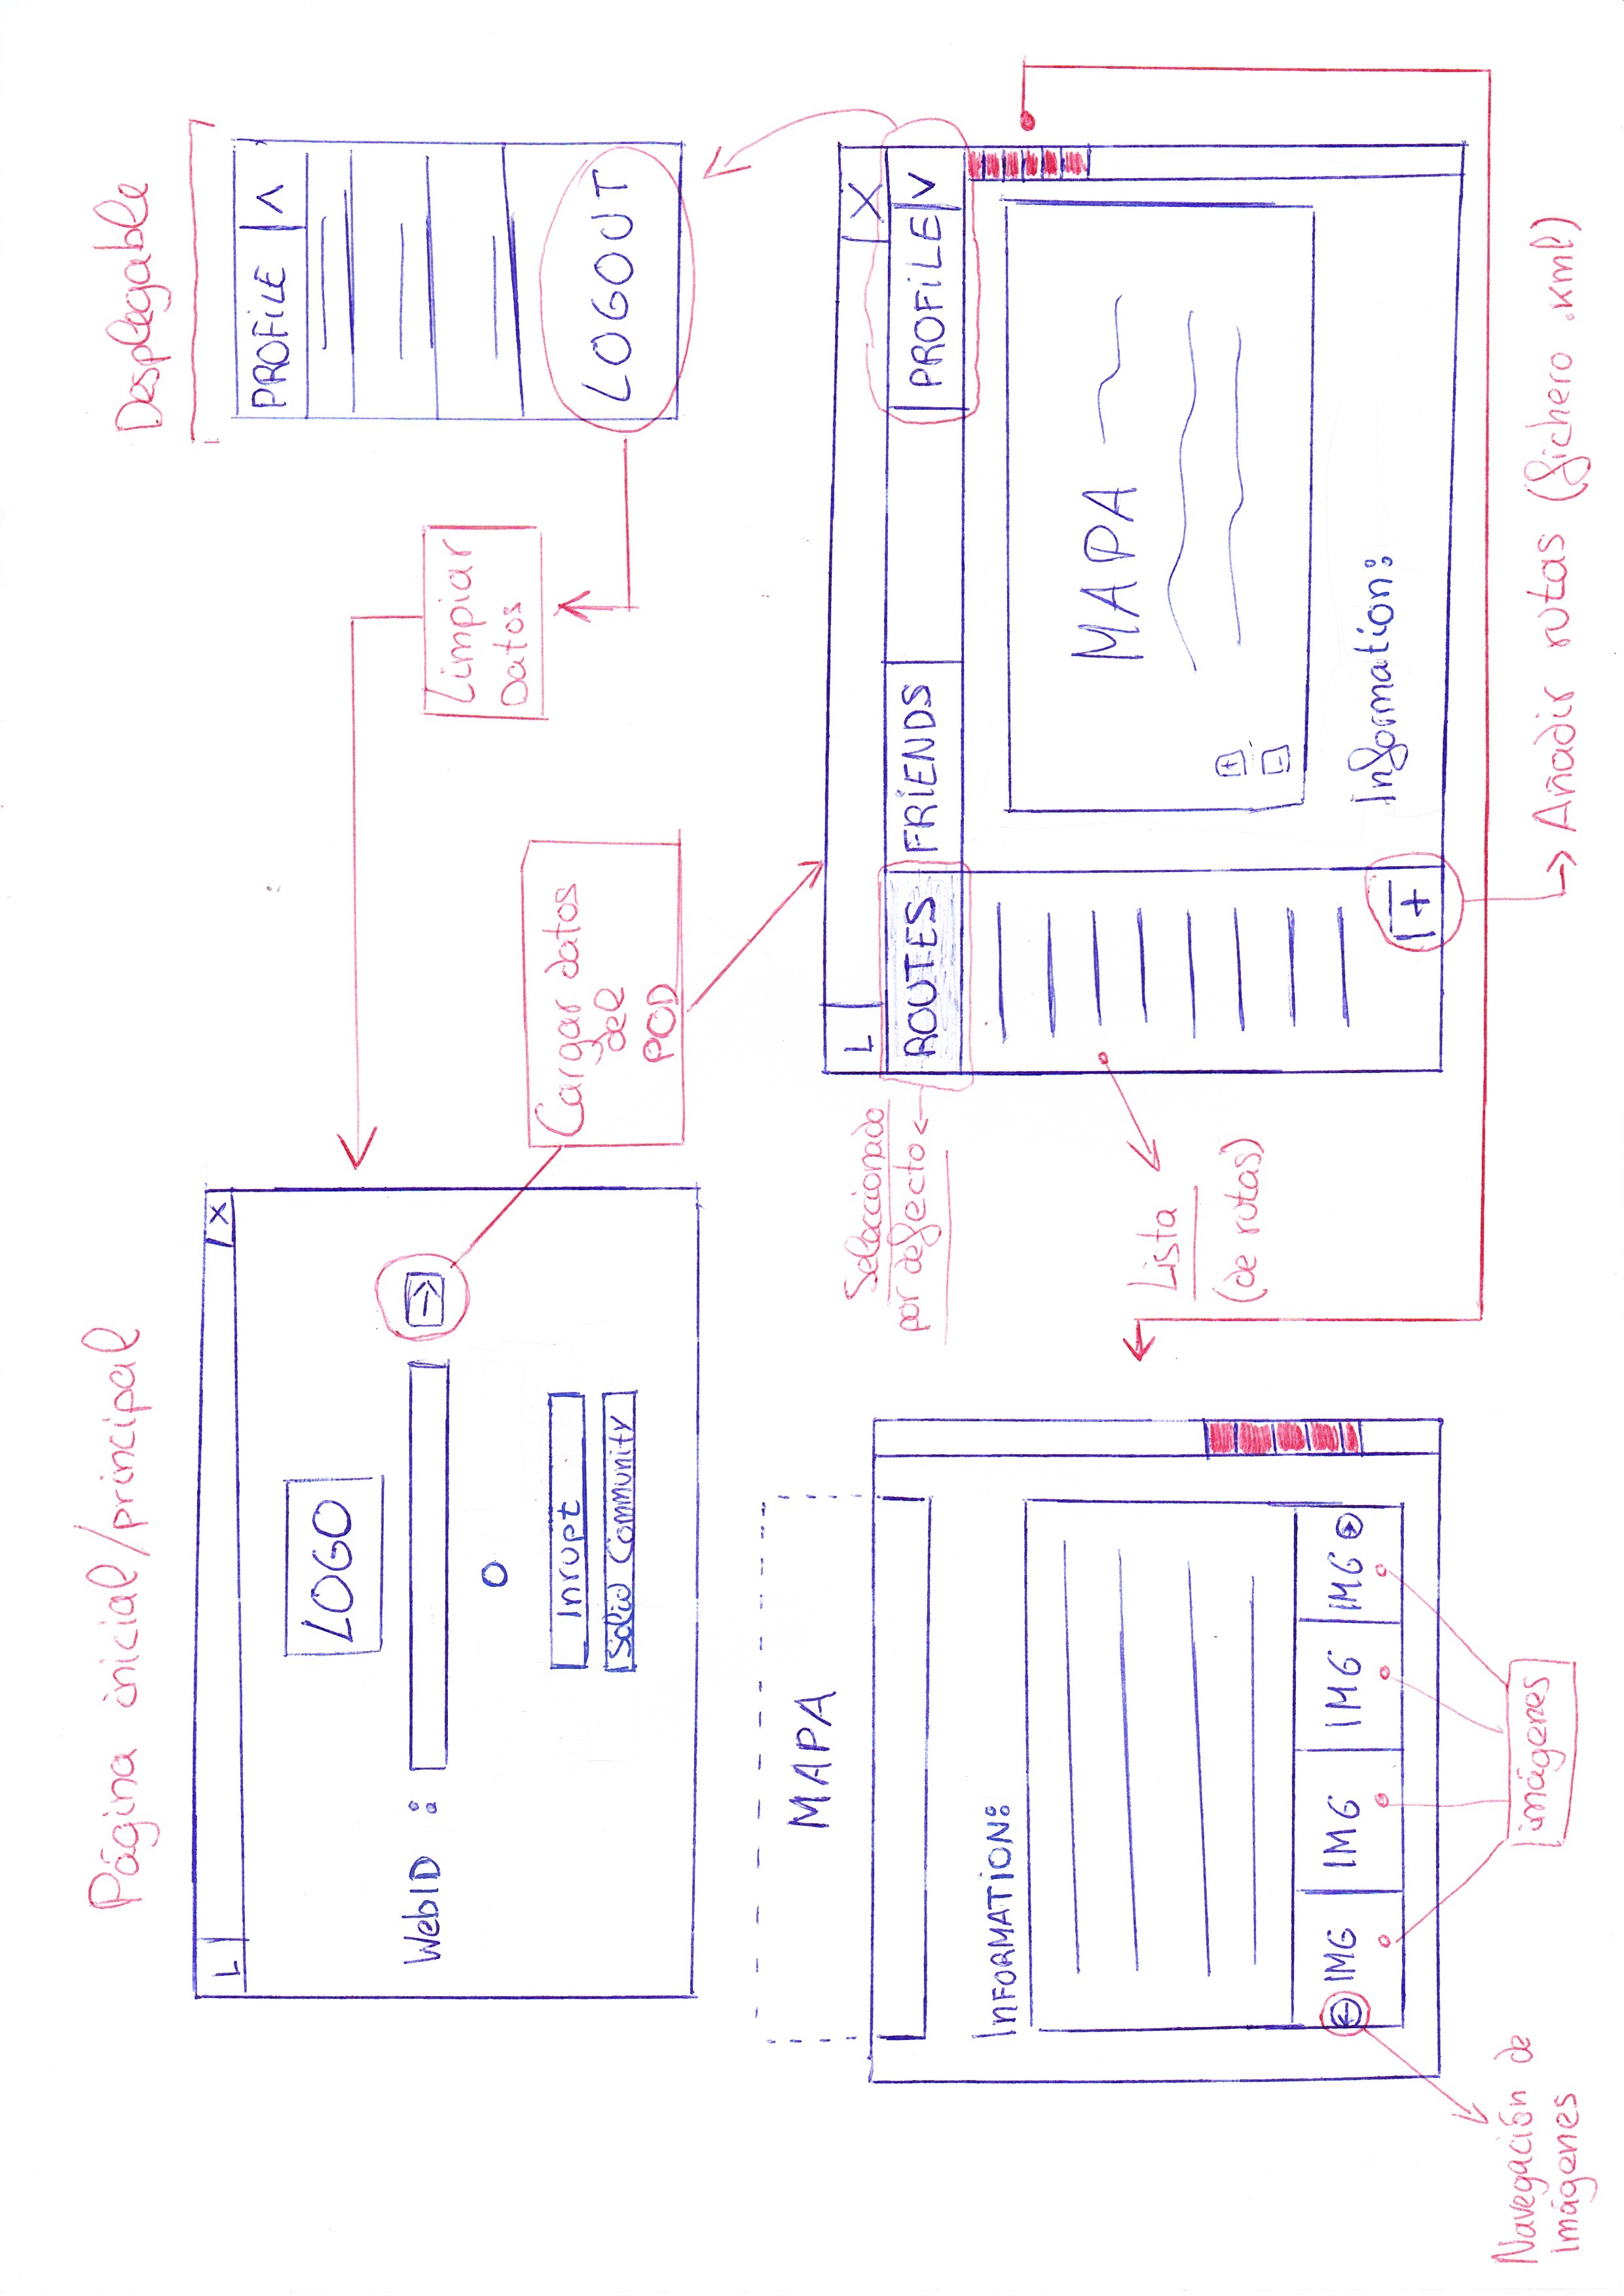 Página inicial/principal
L
X
LOGO
WebID :
→
O
Inrupt
Solid Community
Cargar datos
del
POD
Limpiar
Datos
Desplegable
PROFiLE
LOGOUT
MAPA
INFORMATiON:
IMG IMG IMG IMG
Navegación de
imágenes
imágenes
Seleccionado
por defecto
L
X
ROUTES
FRiENDS
PROFiLE
V
MAPA
+
-
Information:
Lista
(de rutas)
+
Añadir rutas (fichero .kml)